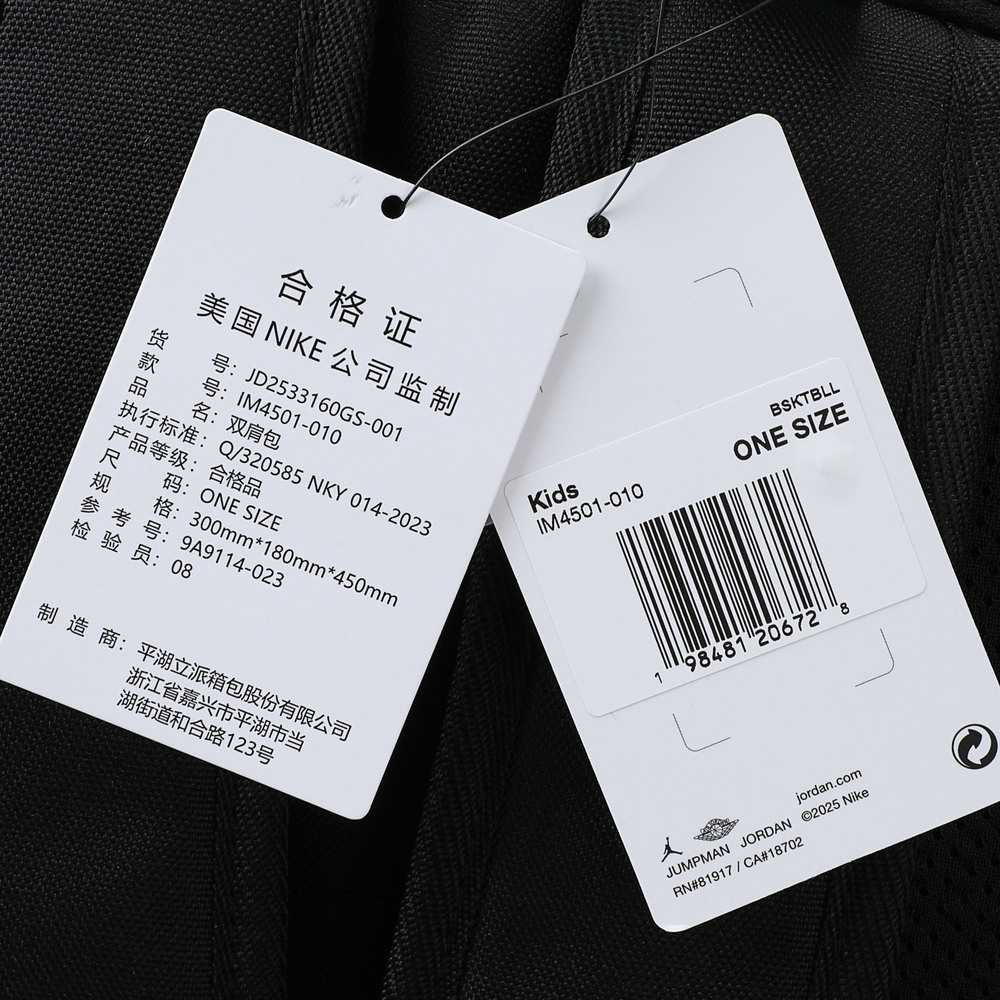 合格证
美国NIKE公司监制
货号：JD2533160GS-001
款号：IM4501-010
品名：双肩包
执行标准：Q/320585 NKY 014-2023
产品等级：合格品
尺码：ONE SIZE
规格：300mm*180mm*450mm
参考号：9A9114-023
检验员：08
制造商：平湖立派箱包股份有限公司
浙江省嘉兴市平湖市当
湖街道和合路123号
BSKTBLL
ONE SIZE
Kids
IM4501-010
1 98481 20672 8
jordan.com
©2025 Nike
JUMPMAN JORDAN
RN#81917 / CA#18702